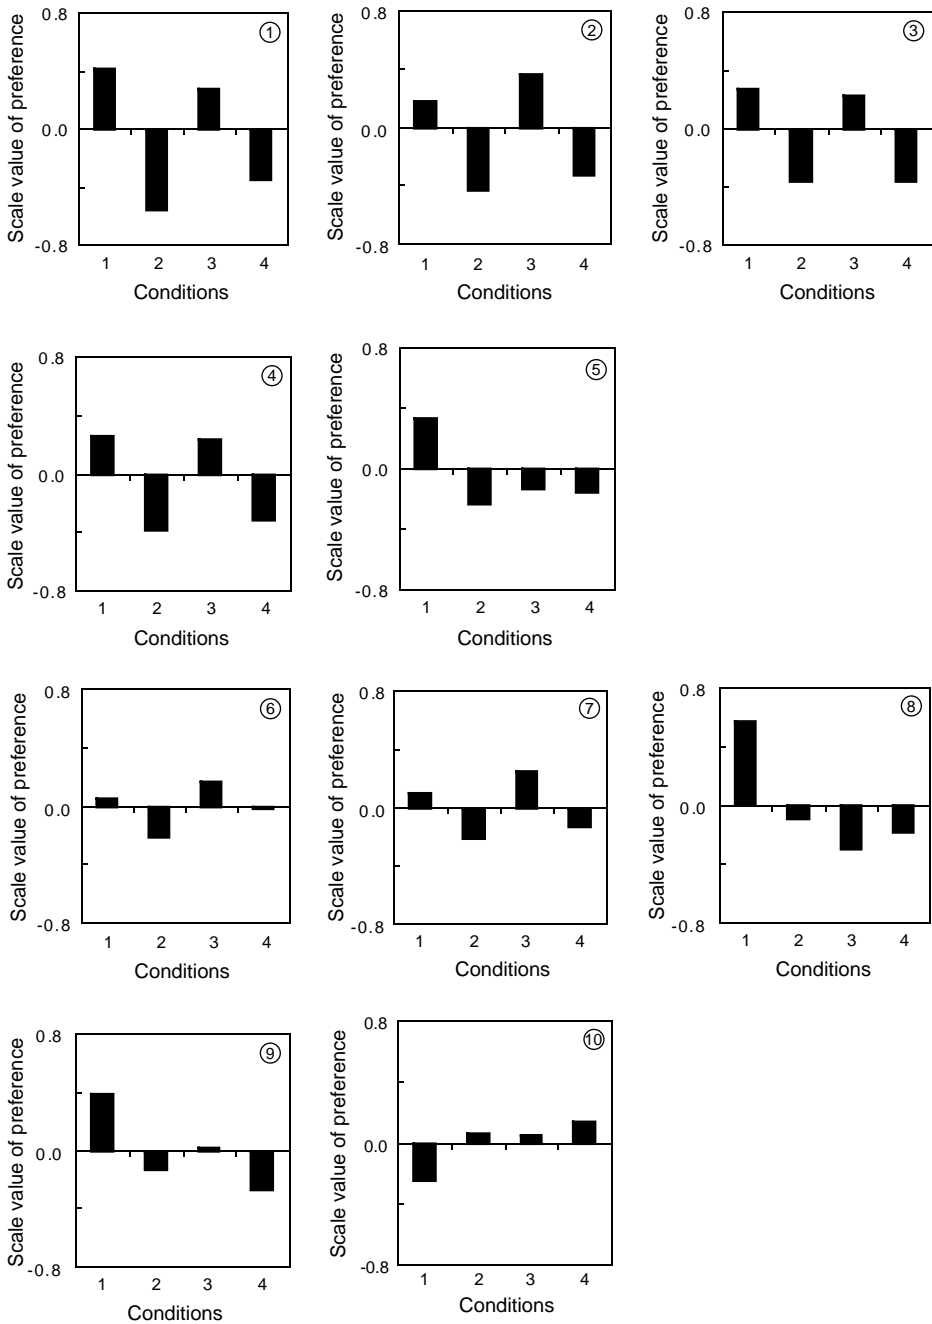 0.8
①
Scale value of preference
0.0
-0.8
1 2 3 4
Conditions
0.8
②
Scale value of preference
0.0
-0.8
1 2 3 4
Conditions
0.8
③
Scale value of preference
0.0
-0.8
1 2 3 4
Conditions
0.8
④
Scale value of preference
0.0
-0.8
1 2 3 4
Conditions
0.8
⑤
Scale value of preference
0.0
-0.8
1 2 3 4
Conditions
0.8
⑥
Scale value of preference
0.0
-0.8
1 2 3 4
Conditions
0.8
⑦
Scale value of preference
0.0
-0.8
1 2 3 4
Conditions
0.8
⑧
Scale value of preference
0.0
-0.8
1 2 3 4
Conditions
0.8
⑨
Scale value of preference
0.0
-0.8
1 2 3 4
Conditions
0.8
⑩
Scale value of preference
0.0
-0.8
1 2 3 4
Conditions